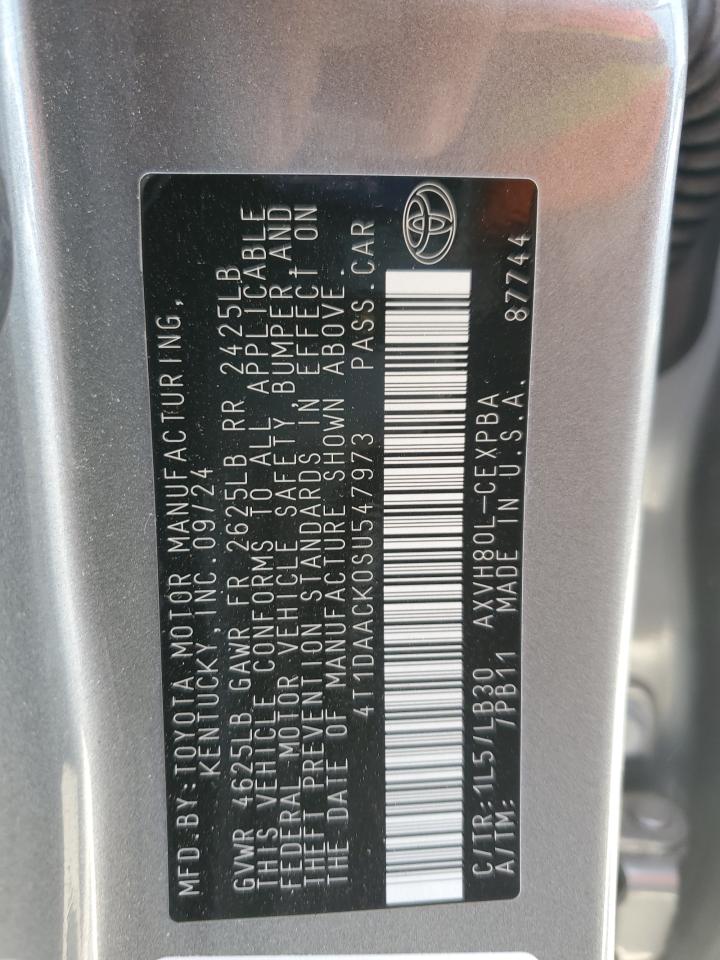 MFD.BY:TOYOTA MOTOR MANUFACTURING,
KENTUCKY,INC.09/24
GVWR 4625LB GAWR FR 2625LB RR 2425LB
THIS VEHICLE CONFORMS TO ALL APPLICABLE
FEDERAL MOTOR VEHICLE SAFETY, BUMPER,AND
THEFT PREVENTION STANDARDS IN EFFECT ON
THE DATE OF MANUFACTURE SHOWN ABOVE.
4T1DAACK0SU547973 PASS.CAR
C/TR:1L5/LB30 AXVH80L-CEXPBA
A/TM: /PB11 MADE IN U.S.A. 87744